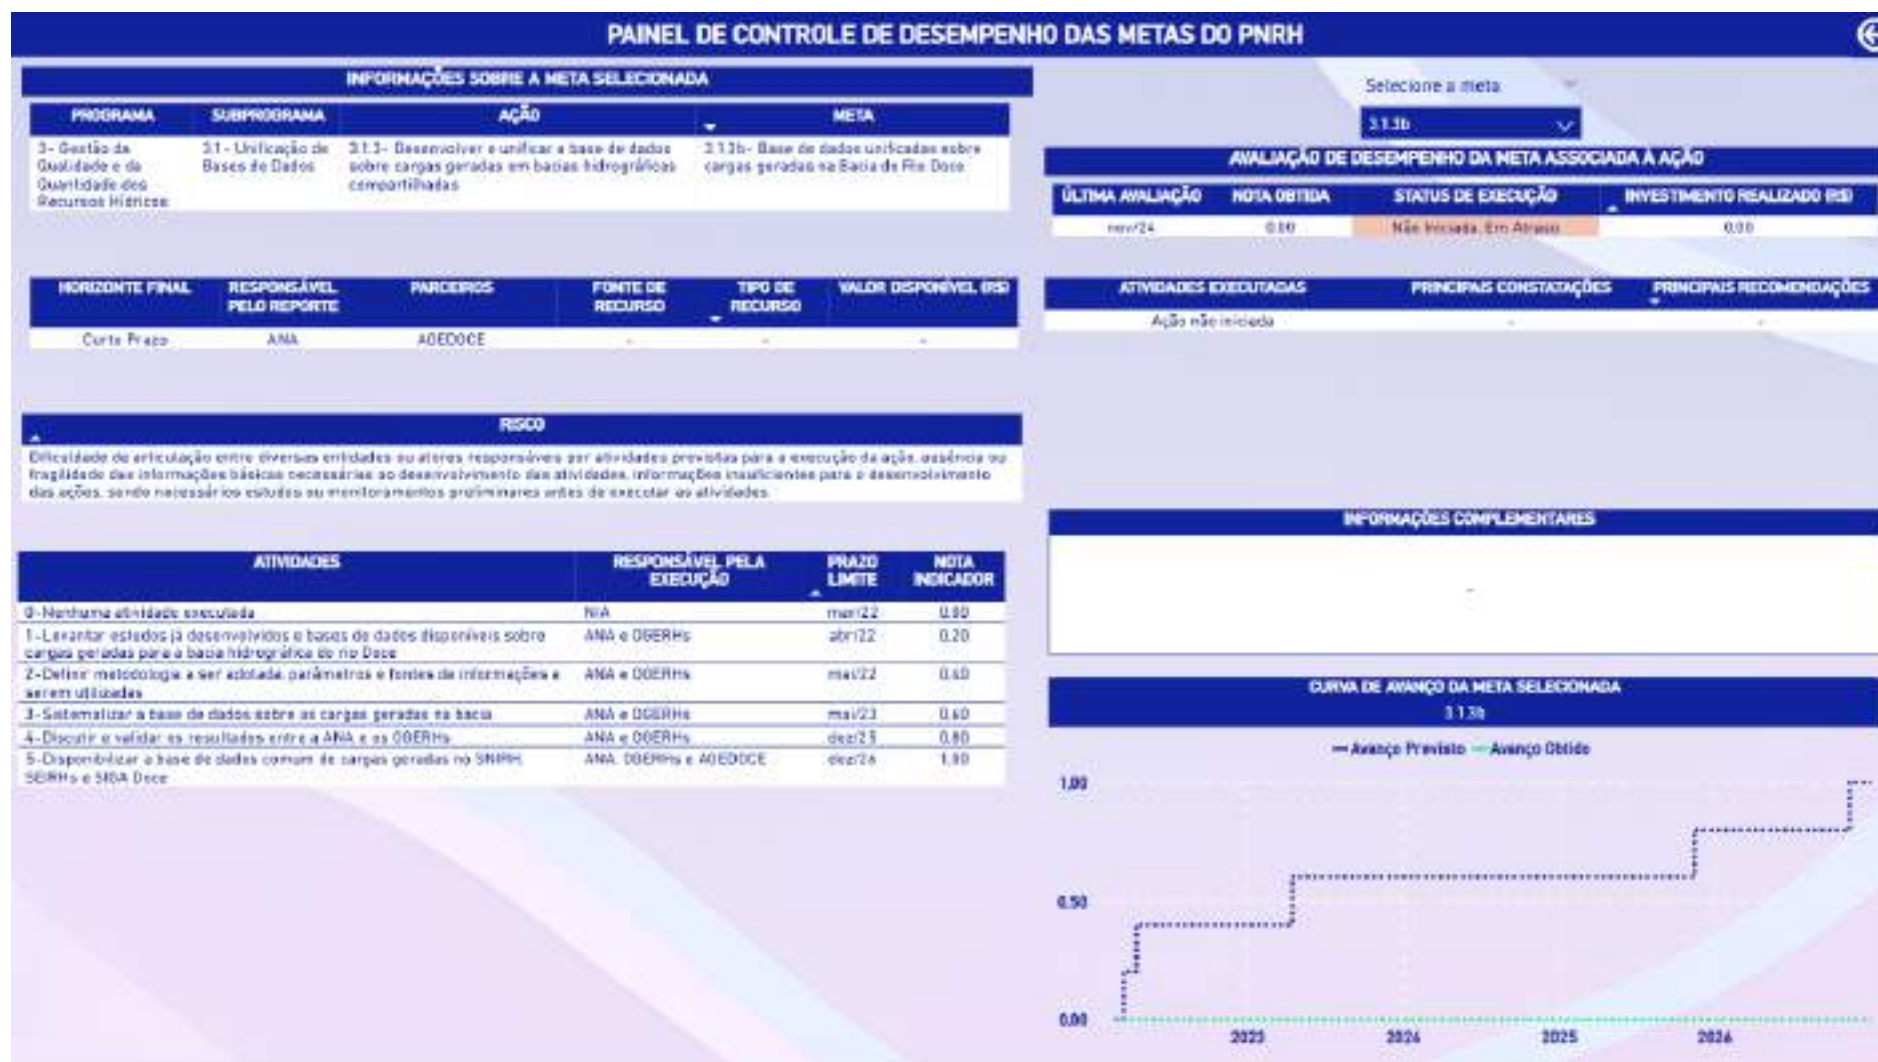 PAINEL DE CONTROLE DE DESEMPENHO DAS METAS DO PNRH
INFORMAÇÕES SOBRE A META SELECIONADA
PROGRAMA SUBPROGRAMA AÇÃO META
3- Gestão da Qualidade e da Quantidade dos Recursos Hídricos
3.1- Unificação de Bases de Dados
3.1.3- Desenvolver e unificar a base de dados sobre cargas geradas em bacias hidrográficas compartilhadas
3.1.3b- Base de dados unificadas sobre cargas geradas na Bacia do Rio Doce
HORIZONTE FINAL RESPONSÁVEL PELO REPORTE PARCEIROS FONTE DE RECURSO TIPO DE RECURSO VALOR DISPONÍVEL (R$)
Curto Prazo ANA AGEDOCE - - -
RISCO
Dificuldade de articulação entre diversas entidades ou atores responsáveis por atividades previstas para a execução da ação, ausência ou
fragilidade das informações básicas necessárias ao desenvolvimento das atividades, informações insuficientes para o desenvolvimento
das ações, sendo necessários estudos ou monitoramentos preliminares antes de executar as atividades.
ATIVIDADES RESPONSÁVEL PELA EXECUÇÃO PRAZO LIMITE NOTA INDICADOR
0-Nenhuma atividade executada N/A mar/22 0.00
1-Levantar estudos já desenvolvidos e bases de dados disponíveis sobre cargas geradas para a bacia hidrográfica do rio Doce ANA e OGERHs abr/22 0.20
2-Definir metodologia a ser adotada, parâmetros e fontes de informações a serem utilizadas ANA e OGERHs mai/22 0.40
3-Sistematizar a base de dados sobre as cargas geradas na bacia ANA e OGERHs mai/23 0.60
4-Discutir e validar os resultados entre a ANA e os OGERHs ANA e OGERHs dez/25 0.80
5-Disponibilizar a base de dados comum de cargas geradas no SNIRH, SEIRHs e SIGA Doce ANA, OGERHs e AGEDOCE dez/26 1.00
Selecione a meta
3.1.3b
AVALIAÇÃO DE DESEMPENHO DA META ASSOCIADA À AÇÃO
ÚLTIMA AVALIAÇÃO NOTA OBTIDA STATUS DE EXECUÇÃO INVESTIMENTO REALIZADO (R$)
nov/24 0.00 Não Iniciada, Em Atraso 0.00
ATIVIDADES EXECUTADAS PRINCIPAIS CONSTATAÇÕES PRINCIPAIS RECOMENDAÇÕES
Ação não iniciada - -
INFORMAÇÕES COMPLEMENTARES
-
CURVA DE AVANÇO DA META SELECIONADA
3.1.3b
Avanço Previsto Avanço Obtido
1.00
0.50
0.00
2023 2024 2025 2026